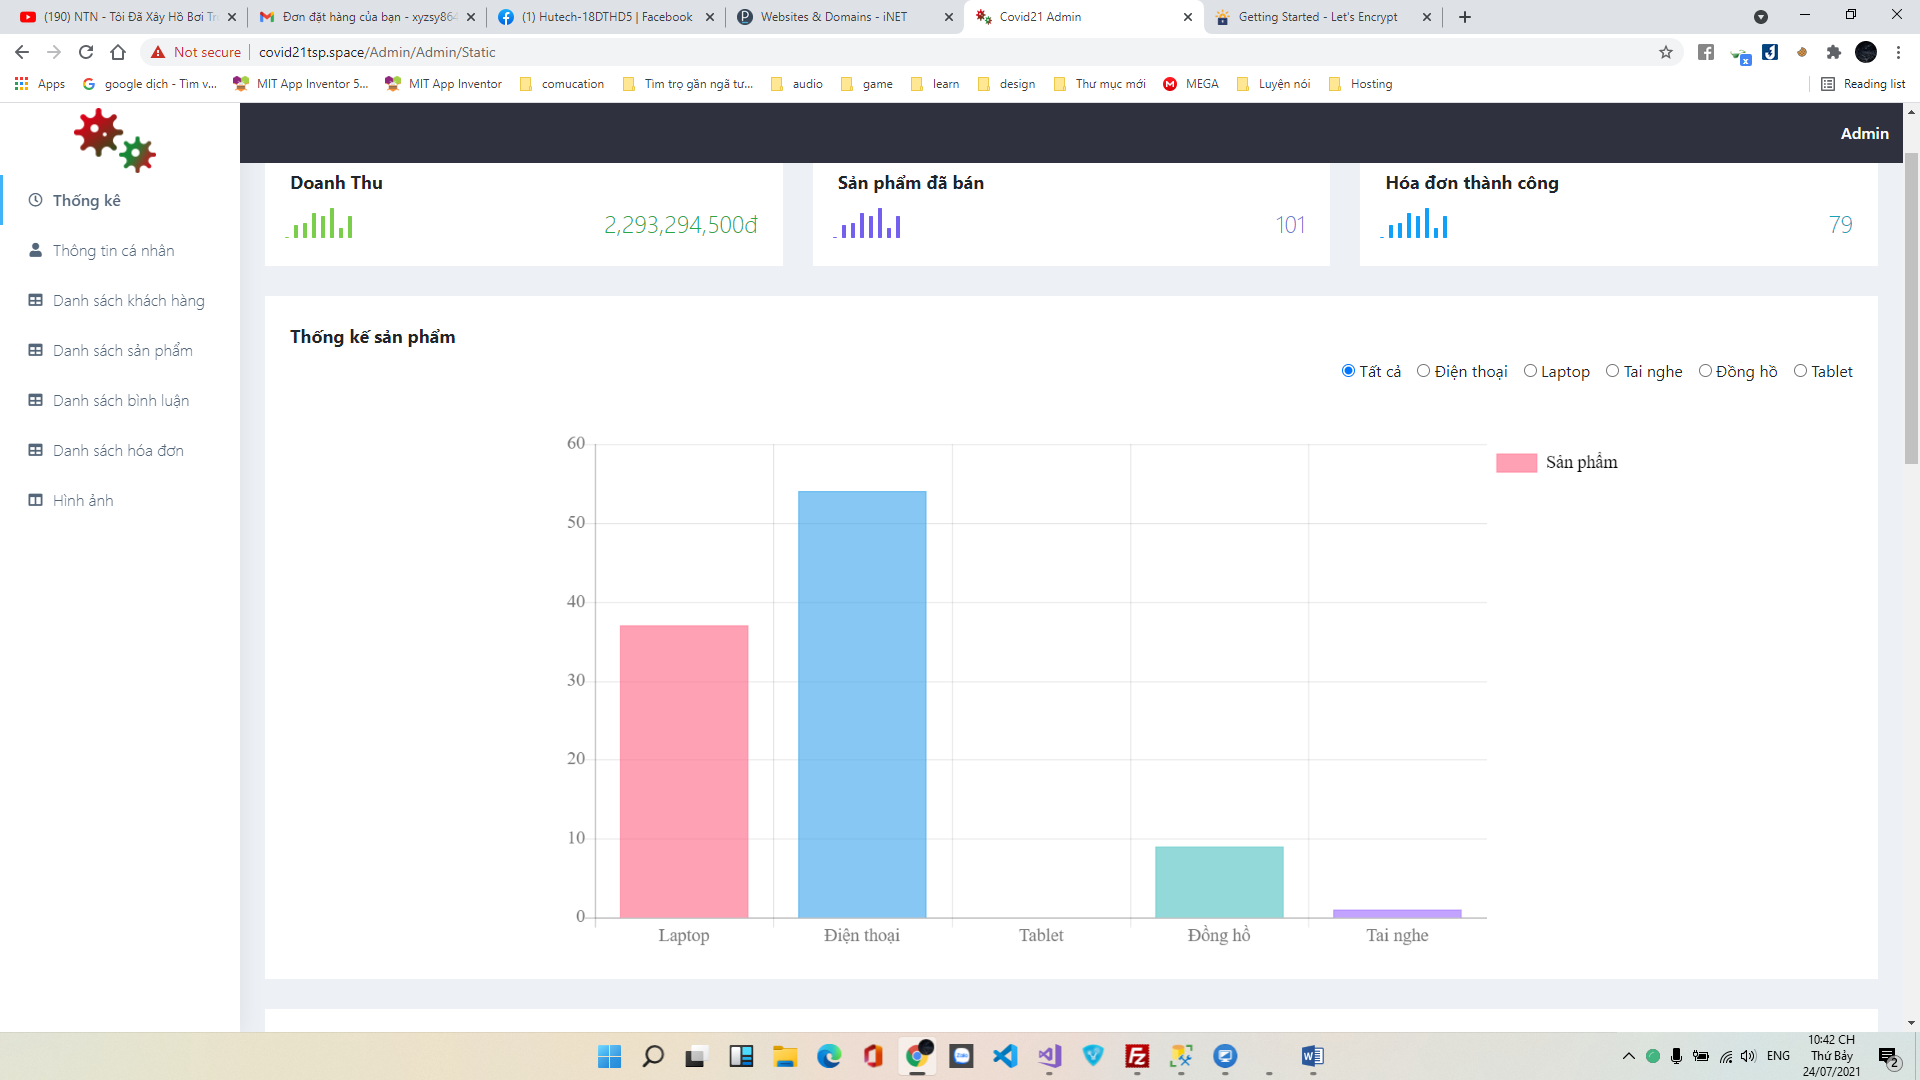 (190) NTN - Tôi Đã Xây Hồ Bơi Tr
Đơn đặt hàng của bạn - xyzsy864
(1) Hutech-18DTHD5 | Facebook
Websites & Domains - iNET
Covid21 Admin
Getting Started - Let's Encrypt
Not secure
covid21tsp.space/Admin/Admin/Static
Apps
google dịch - Tìm v...
MIT App Inventor 5...
MIT App Inventor
comucation
Tìm trọ gần ngã tư...
audio
game
learn
design
Thư mục mới
MEGA
Luyện nói
Hosting
Reading list
Admin
Thống kê
Thông tin cá nhân
Danh sách khách hàng
Danh sách sản phẩm
Danh sách bình luận
Danh sách hóa đơn
Hình ảnh
Doanh Thu
2,293,294,500đ
Sản phẩm đã bán
101
Hóa đơn thành công
79
Thống kế sản phẩm
Tất cả
Điện thoại
Laptop
Tai nghe
Đồng hồ
Tablet
Sản phẩm
60
50
40
30
20
10
0
Laptop
Điện thoại
Tablet
Đồng hồ
Tai nghe
Zalo
ENG
10:42 CH
Thứ Bảy
24/07/2021
2